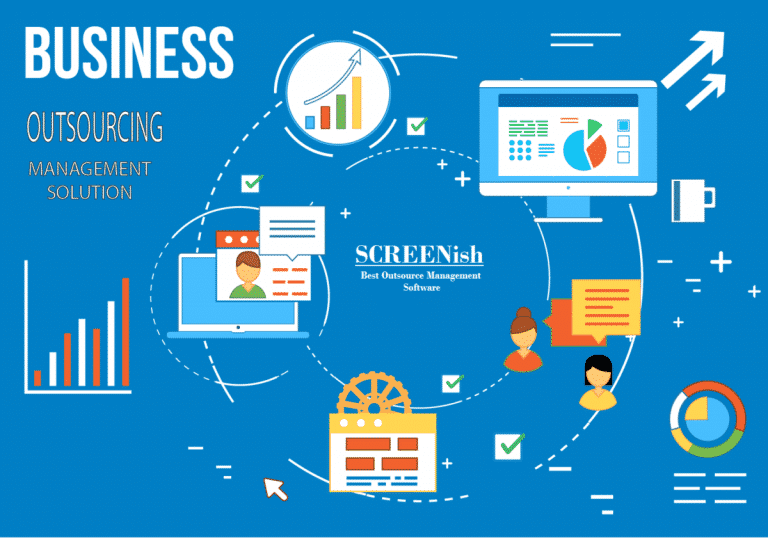 BUSINESS
OUTSOURCING
MANAGEMENT
SOLUTION
SCREENish
Best Outsource Management
Software